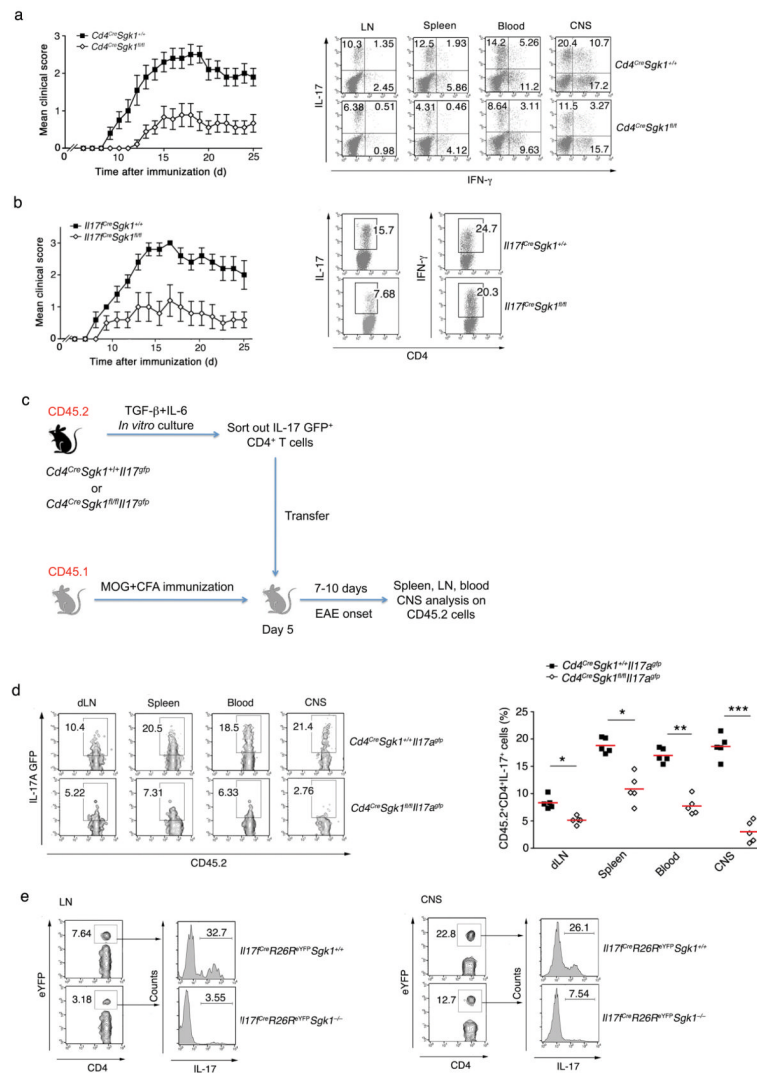 a
Cd4CreSgk1+/+
Cd4CreSgk1fl/fl
Mean clinical score
3
2
1
0
0 10 15 20 25
Time after immunization (d)
LN Spleen Blood CNS
10.3 1.35 12.5 1.93 14.2 5.26 20.4 10.7
Cd4CreSgk1+/+
2.45 5.86 11.2 17.2
IL-17
6.38 0.51 4.31 0.46 8.64 3.11 11.5 3.27
Cd4CreSgk1fl/fl
0.98 4.12 9.63 15.7
IFN-γ
b
Il17fCreSgk1+/+
Il17fCreSgk1fl/fl
Mean clinical score
3
2
1
0
0 10 15 20 25
Time after immunization (d)
15.7 24.7
Il17fCreSgk1+/+
IL-17 IFN-γ
7.68 20.3
Il17fCreSgk1fl/fl
CD4
c
CD45.2
TGF-β+IL-6
In vitro culture
Sort out IL-17 GFP+
CD4+ T cells
Cd4CreSgk1+/+Il17gfp
or
Cd4CreSgk1fl/flIl17gfp
Transfer
CD45.1
MOG+CFA immunization
7-10 days
EAE onset
Spleen, LN, blood
CNS analysis on
CD45.2 cells
Day 5
d
dLN Spleen Blood CNS
10.4 20.5 18.5 21.4
Cd4CreSgk1+/+Il17agfp
IL-17A GFP
5.22 7.31 6.33 2.76
Cd4CreSgk1fl/flIl17agfp
CD45.2
Cd4CreSgk1+/+Il17agfp
Cd4CreSgk1fl/flIl17agfp
CD45.2+CD4+IL-17+ cells (%)
25
20
15
10
5
0
* * ** ***
dLN Spleen Blood CNS
e
LN
7.64 32.7
Il17fCreR26ReYFPSgk1+/+
eYFP Counts
3.18 3.55
Il17fCreR26ReYFPSgk1–/–
CD4 IL-17
CNS
22.8 26.1
Il17fCreR26ReYFPSgk1+/+
eYFP Counts
12.7 7.54
Il17fCreR26ReYFPSgk1–/–
CD4 IL-17